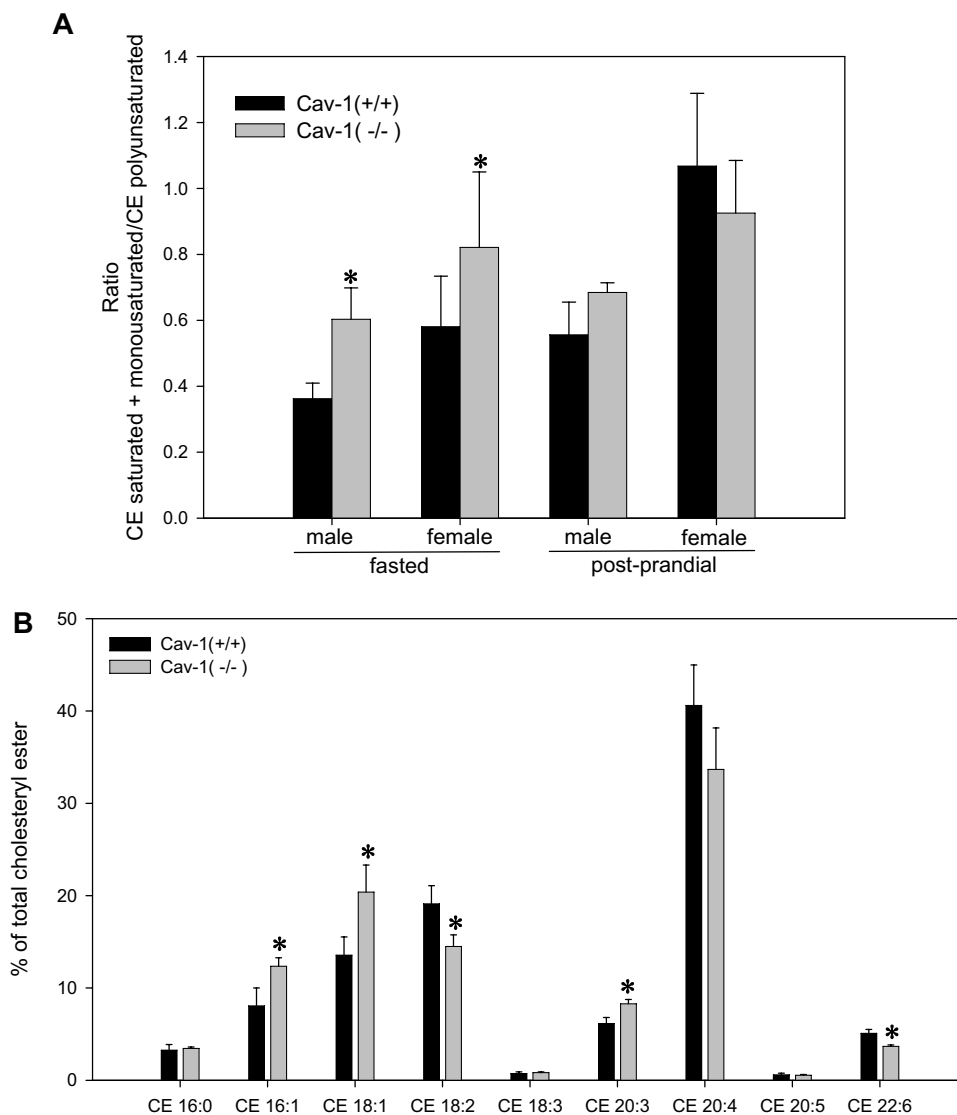 A
Ratio
CE saturated + monousaturated/CE polyunsaturated
1.4
1.2
1.0
0.8
0.6
0.4
0.2
0.0
Cav-1(+/+)
Cav-1( -/- )
*
*
male
female
male
female
fasted
post-prandial
B
% of total cholesteryl ester
50
40
30
20
10
0
Cav-1(+/+)
Cav-1( -/- )
*
*
*
*
*
CE 16:0
CE 16:1
CE 18:1
CE 18:2
CE 18:3
CE 20:3
CE 20:4
CE 20:5
CE 22:6